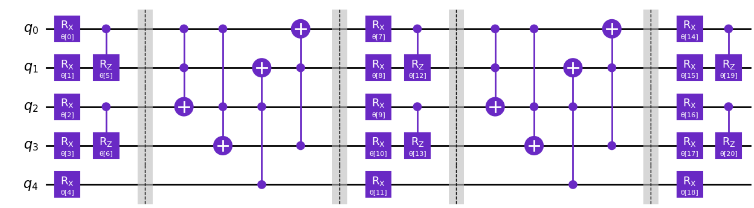 q0 Rx θ[0] Rx θ[7] Rx θ[14]
q1 Rx θ[1] Rz θ[5] Rx θ[8] Rz θ[12] Rx θ[15] Rz θ[19]
q2 Rx θ[2] Rx θ[9] Rx θ[16]
q3 Rx θ[3] Rz θ[6] Rx θ[10] Rz θ[13] Rx θ[17] Rz θ[20]
q4 Rx θ[4] Rx θ[11] Rx θ[18]